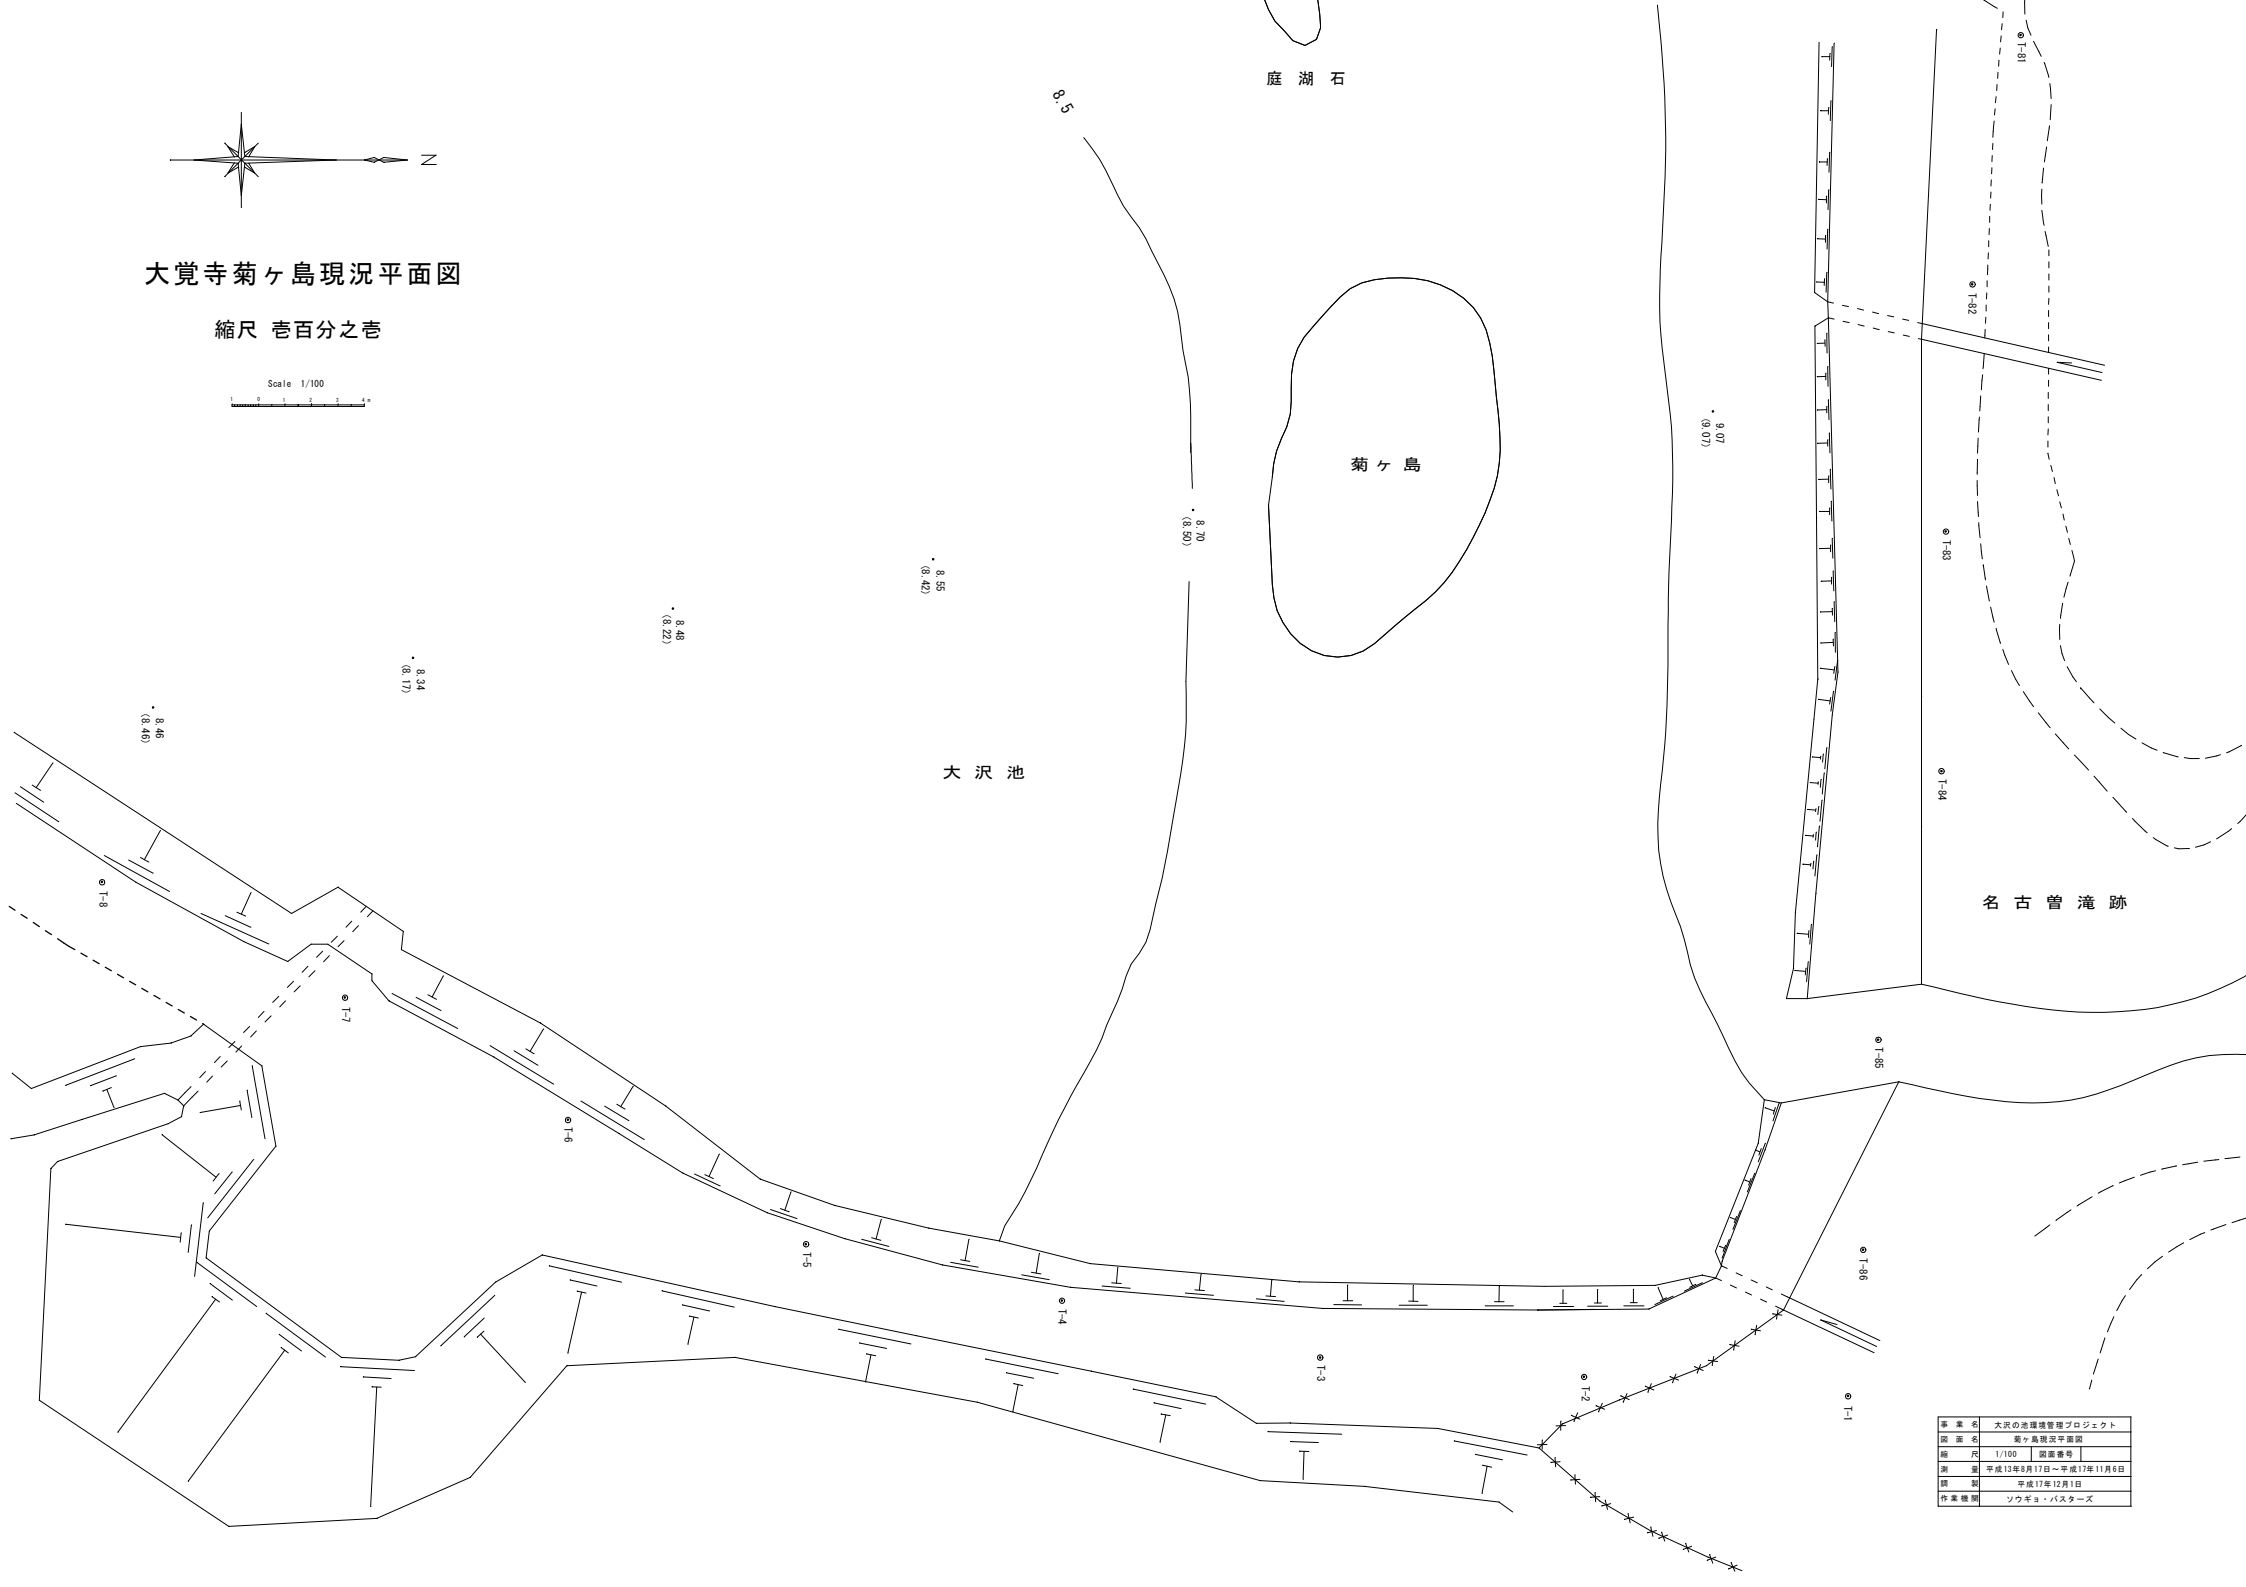 庭湖石
8.5
N
大覚寺菊ヶ島現況平面図
縮尺 壱百分之壱
Scale 1/100
1 0 1 2 3 4 m
菊ヶ島
大沢池
名古曽滝跡
9.07
(9.07)
8.70
(8.50)
8.55
(8.42)
8.48
(8.22)
8.34
(8.17)
8.46
(8.46)
T-81
T-82
T-83
T-84
T-85
T-86
T-1
T-2
T-3
T-4
T-5
T-6
T-7
T-8
事業名 大沢の池環境管理プロジェクト
図面名 菊ヶ島現況平面図
縮尺 1/100 図面番号
測量 平成13年8月17日～平成17年11月6日
調製 平成17年12月1日
作業機関 ソウギョ・バスターズ